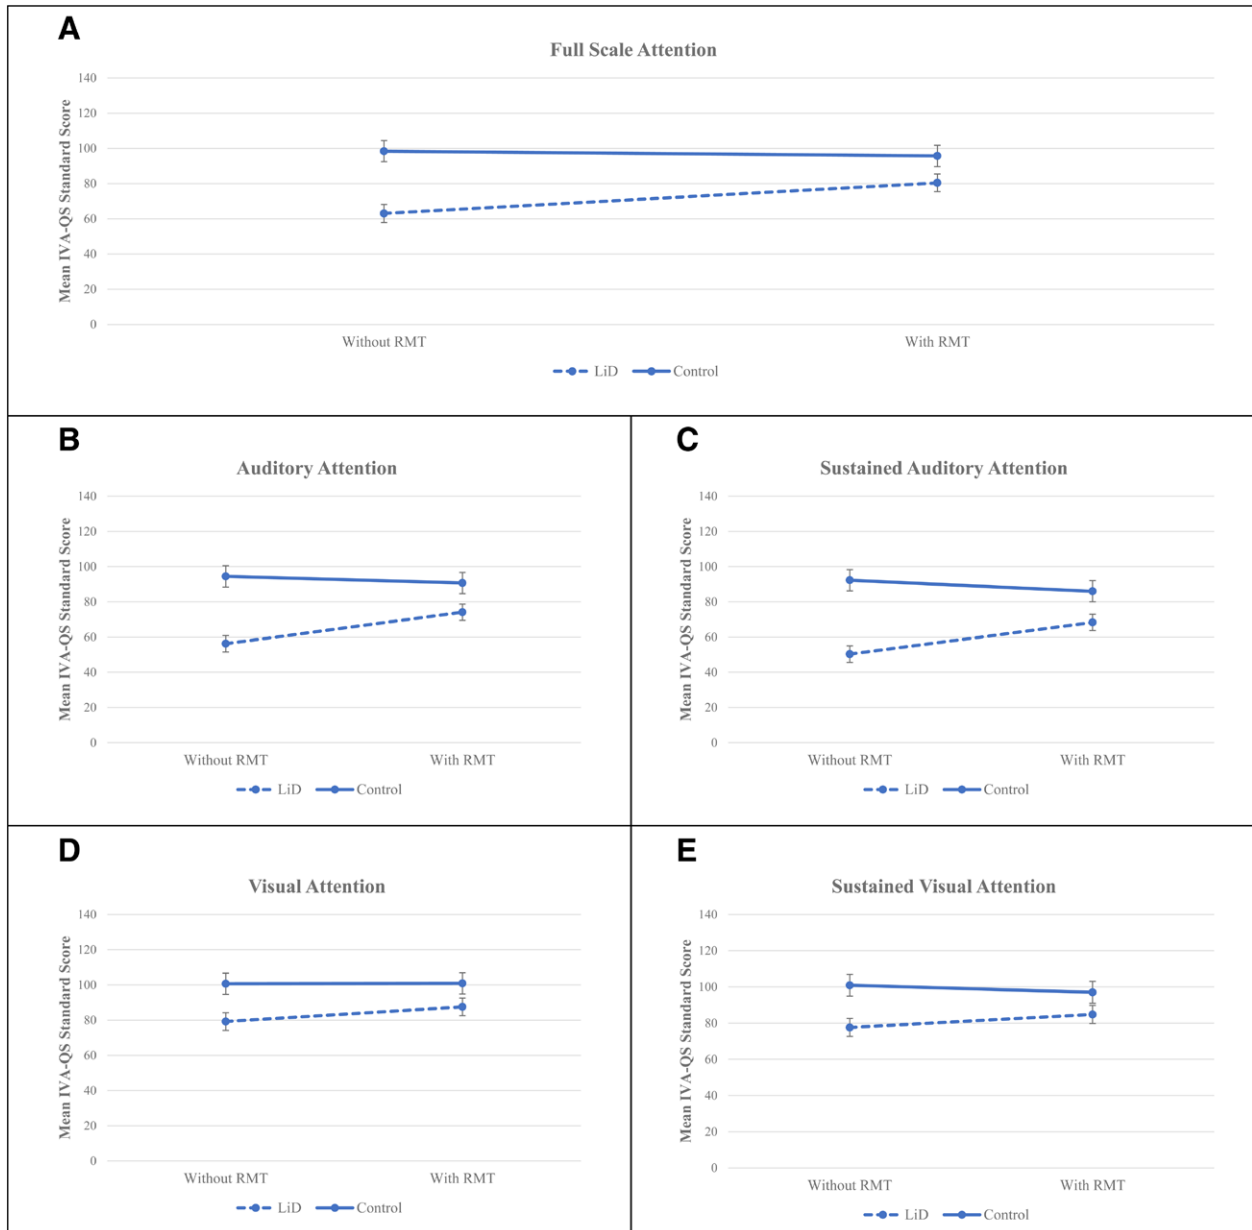 A
Full Scale Attention
Mean IVA-QS Standard Score
140
120
100
80
60
40
20
0
Without RMT
With RMT
LiD Control
B
Auditory Attention
Mean IVA-QS Standard Score
140
120
100
80
60
40
20
0
Without RMT
With RMT
LiD Control
C
Sustained Auditory Attention
Mean IVA-QS Standard Score
140
120
100
80
60
40
20
0
Without RMT
With RMT
LiD Control
D
Visual Attention
Mean IVA-QS Standard Score
140
120
100
80
60
40
20
0
Without RMT
With RMT
LiD Control
E
Sustained Visual Attention
Mean IVA-QS Standard Score
140
120
100
80
60
40
20
0
Without RMT
With RMT
LiD Control